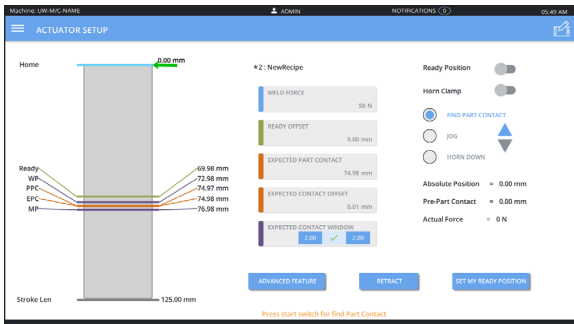 Machine: UW-M/C-NAME ADMIN NOTIFICATIONS 0 05:49 AM
ACTUATOR SETUP
Home 0.00 mm
Ready 69.98 mm
WP 72.98 mm
PPC 74.97 mm
EPC 74.98 mm
MP 76.98 mm
Stroke Len 125.00 mm
*2 : NewRecipe
WELD FORCE
50 N
READY OFFSET
5.00 mm
EXPECTED PART CONTACT
74.98 mm
EXPECTED CONTACT OFFSET
0.01 mm
EXPECTED CONTACT WINDOW
2.00 ✓ 2.00
Ready Position
Horn Clamp
FIND PART CONTACT
JOG
HORN DOWN
Absolute Position = 0.00 mm
Pre-Part Contact = 0.00 mm
Actual Force = 0 N
ADVANCED FEATURE RETRACT SET MY READY POSITION
Press start switch for find Part Contact